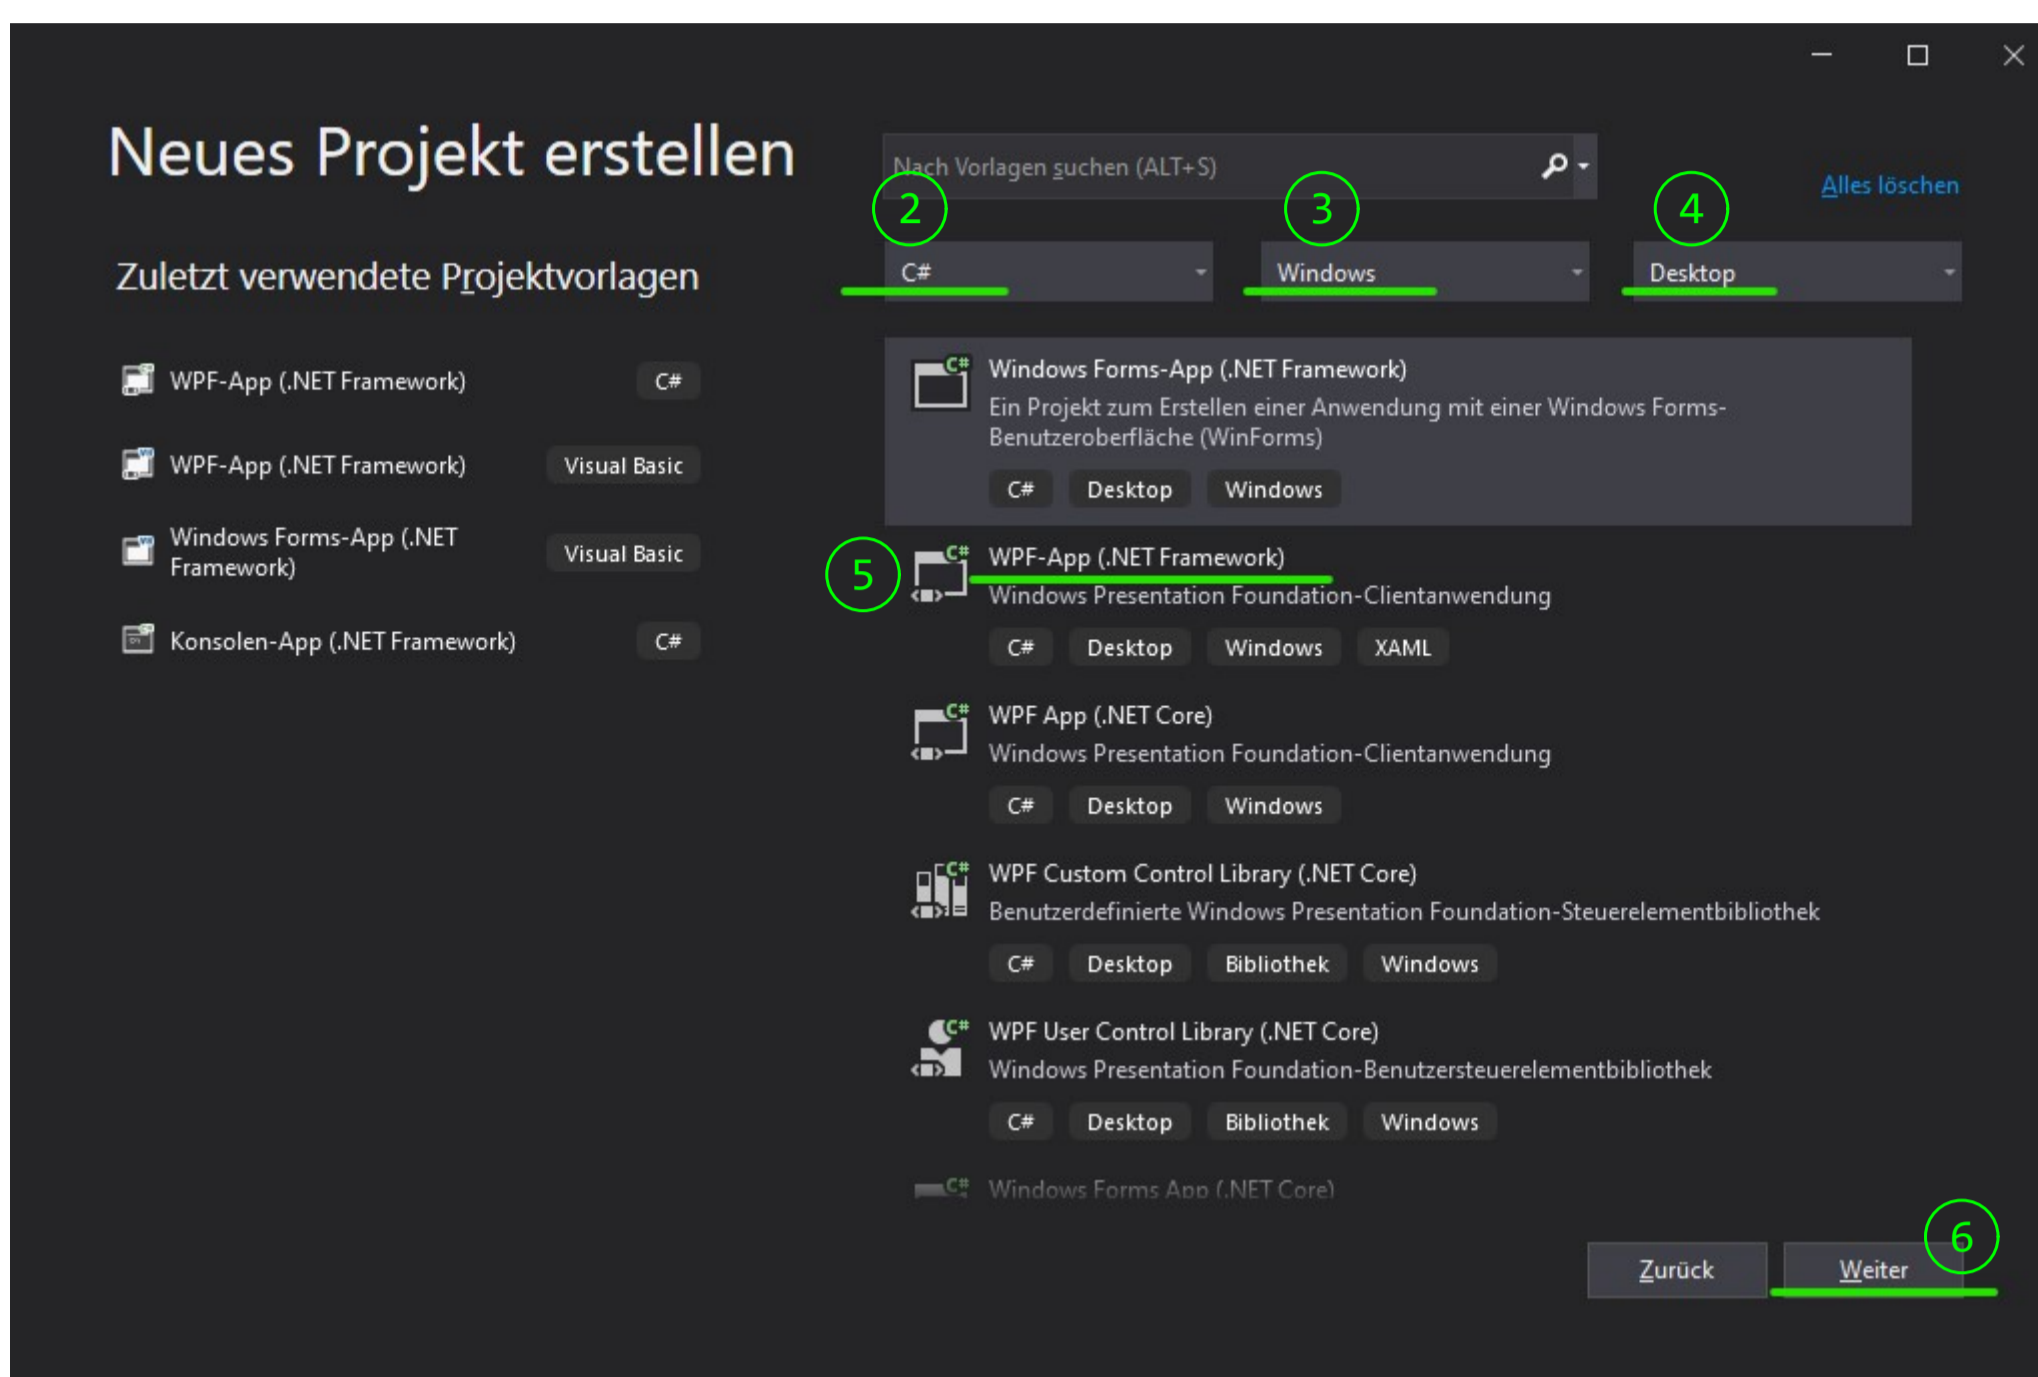 Neues Projekt erstellen
Nach Vorlagen suchen (ALT+S)
Alles löschen
2
3
4
C#
Windows
Desktop
Zuletzt verwendete Projektvorlagen
WPF-App (.NET Framework)
C#
WPF-App (.NET Framework)
Visual Basic
Windows Forms-App (.NET
Framework)
Visual Basic
Konsolen-App (.NET Framework)
C#
C#
Windows Forms-App (.NET Framework)
Ein Projekt zum Erstellen einer Anwendung mit einer Windows Forms-
Benutzeroberfläche (WinForms)
C# Desktop Windows
5
C#
WPF-App (.NET Framework)
Windows Presentation Foundation-Clientanwendung
C# Desktop Windows XAML
C#
WPF App (.NET Core)
Windows Presentation Foundation-Clientanwendung
C# Desktop Windows
C#
WPF Custom Control Library (.NET Core)
Benutzerdefinierte Windows Presentation Foundation-Steuerelementbibliothek
C# Desktop Bibliothek Windows
C#
WPF User Control Library (.NET Core)
Windows Presentation Foundation-Benutzersteuerelementbibliothek
C# Desktop Bibliothek Windows
C#
Windows Forms App (.NET Core)
6
Zurück
Weiter